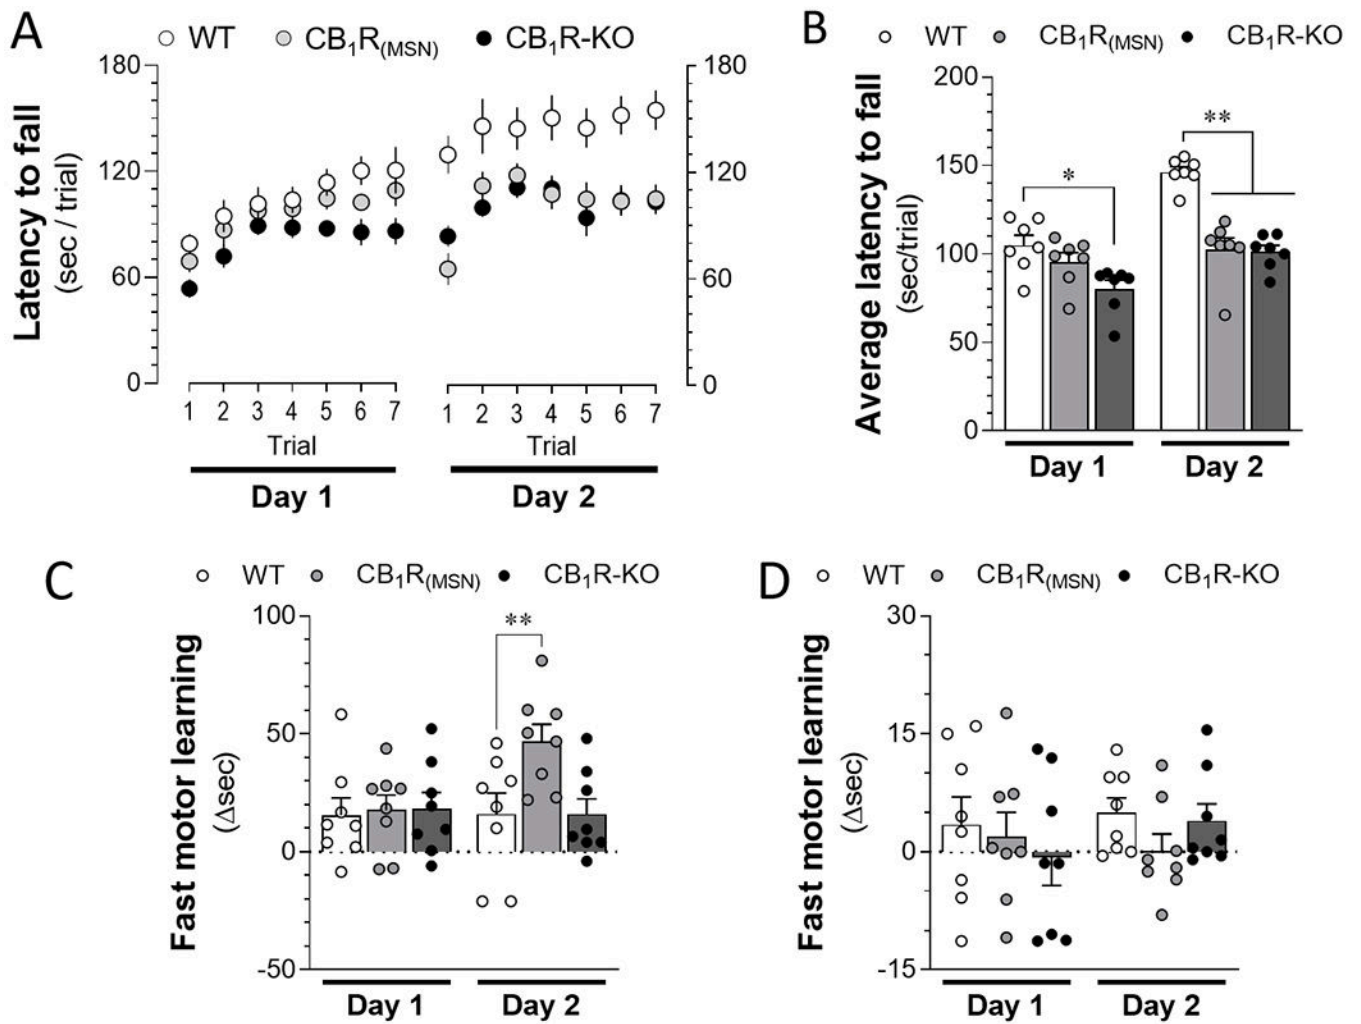 A
WT CB₁R(MSN) CB₁R-KO
Latency to fall
(sec / trial)
180
120
60
0
180
120
60
0
1 2 3 4 5 6 7
1 2 3 4 5 6 7
Trial
Trial
Day 1
Day 2
B
WT CB₁R(MSN) CB₁R-KO
Average latency to fall
(sec/trial)
200
150
100
50
0
*
**
Day 1
Day 2
C
WT CB₁R(MSN) CB₁R-KO
Fast motor learning
(Δsec)
100
50
0
-50
**
Day 1
Day 2
D
WT CB₁R(MSN) CB₁R-KO
Fast motor learning
(Δsec)
30
15
0
-15
Day 1
Day 2